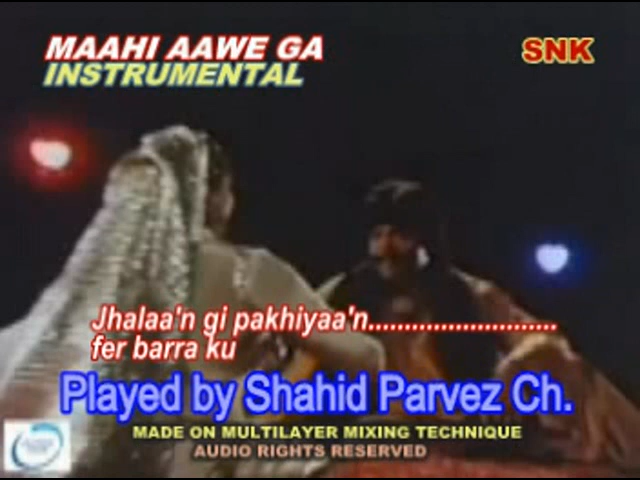 MAAHI AAWE GA
SNK
INSTRUMENTAL
Jhalaa'n gi pakhiyaa'n..........................
fer barra ku
Played by Shahid Parvez Ch.
MADE ON MULTILAYER MIXING TECHNIQUE
AUDIO RIGHTS RESERVED